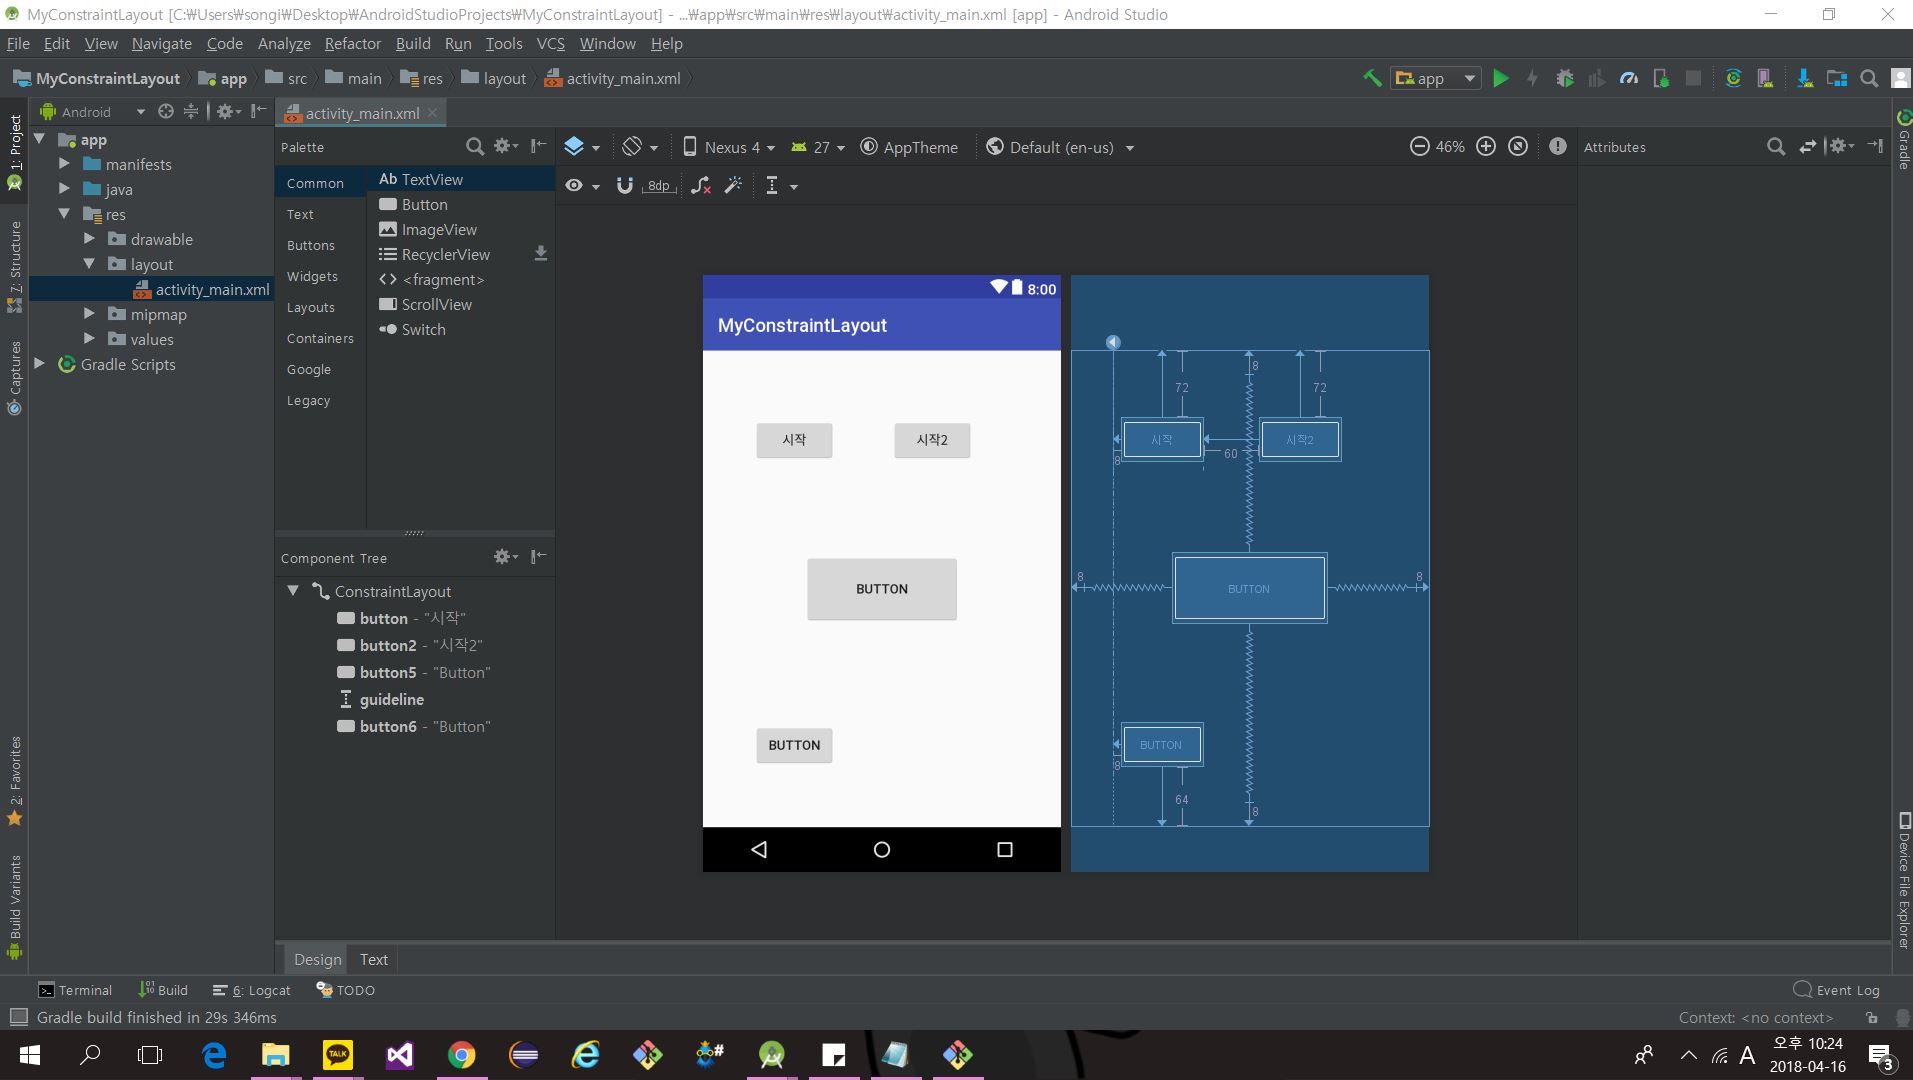 MyConstraintLayout [C:₩Users₩songi₩Desktop₩AndroidStudioProjects₩MyConstraintLayout] - ...₩app₩src₩main₩res₩layout₩activity_main.xml [app] - Android Studio
File Edit View Navigate Code Analyze Refactor Build Run Tools VCS Window Help
MyConstraintLayout app src main res layout activity_main.xml app
Android
activity_main.xml
1: Project
7: Structure
Captures
2: Favorites
Build Variants
app
manifests
java
res
drawable
layout
activity_main.xml
mipmap
values
Gradle Scripts
Palette
Common
Text
Buttons
Widgets
Layouts
Containers
Google
Legacy
Ab TextView
Button
ImageView
RecyclerView
<fragment>
ScrollView
Switch
Component Tree
ConstraintLayout
button - "시작"
button2 - "시작2"
button5 - "Button"
guideline
button6 - "Button"
Nexus 4 27 AppTheme Default (en-us) 46%
8dp
8:00
MyConstraintLayout
시작 시작2
BUTTON
BUTTON
8
72 72
시작 시작2
8 60
8 8
BUTTON
BUTTON
8
64 8
Attributes
Gradle
Device File Explorer
Design Text
Terminal Build 6: Logcat TODO Event Log
Gradle build finished in 29s 346ms Context: <no context>
TALK
A 오후 10:24
2018-04-16
3